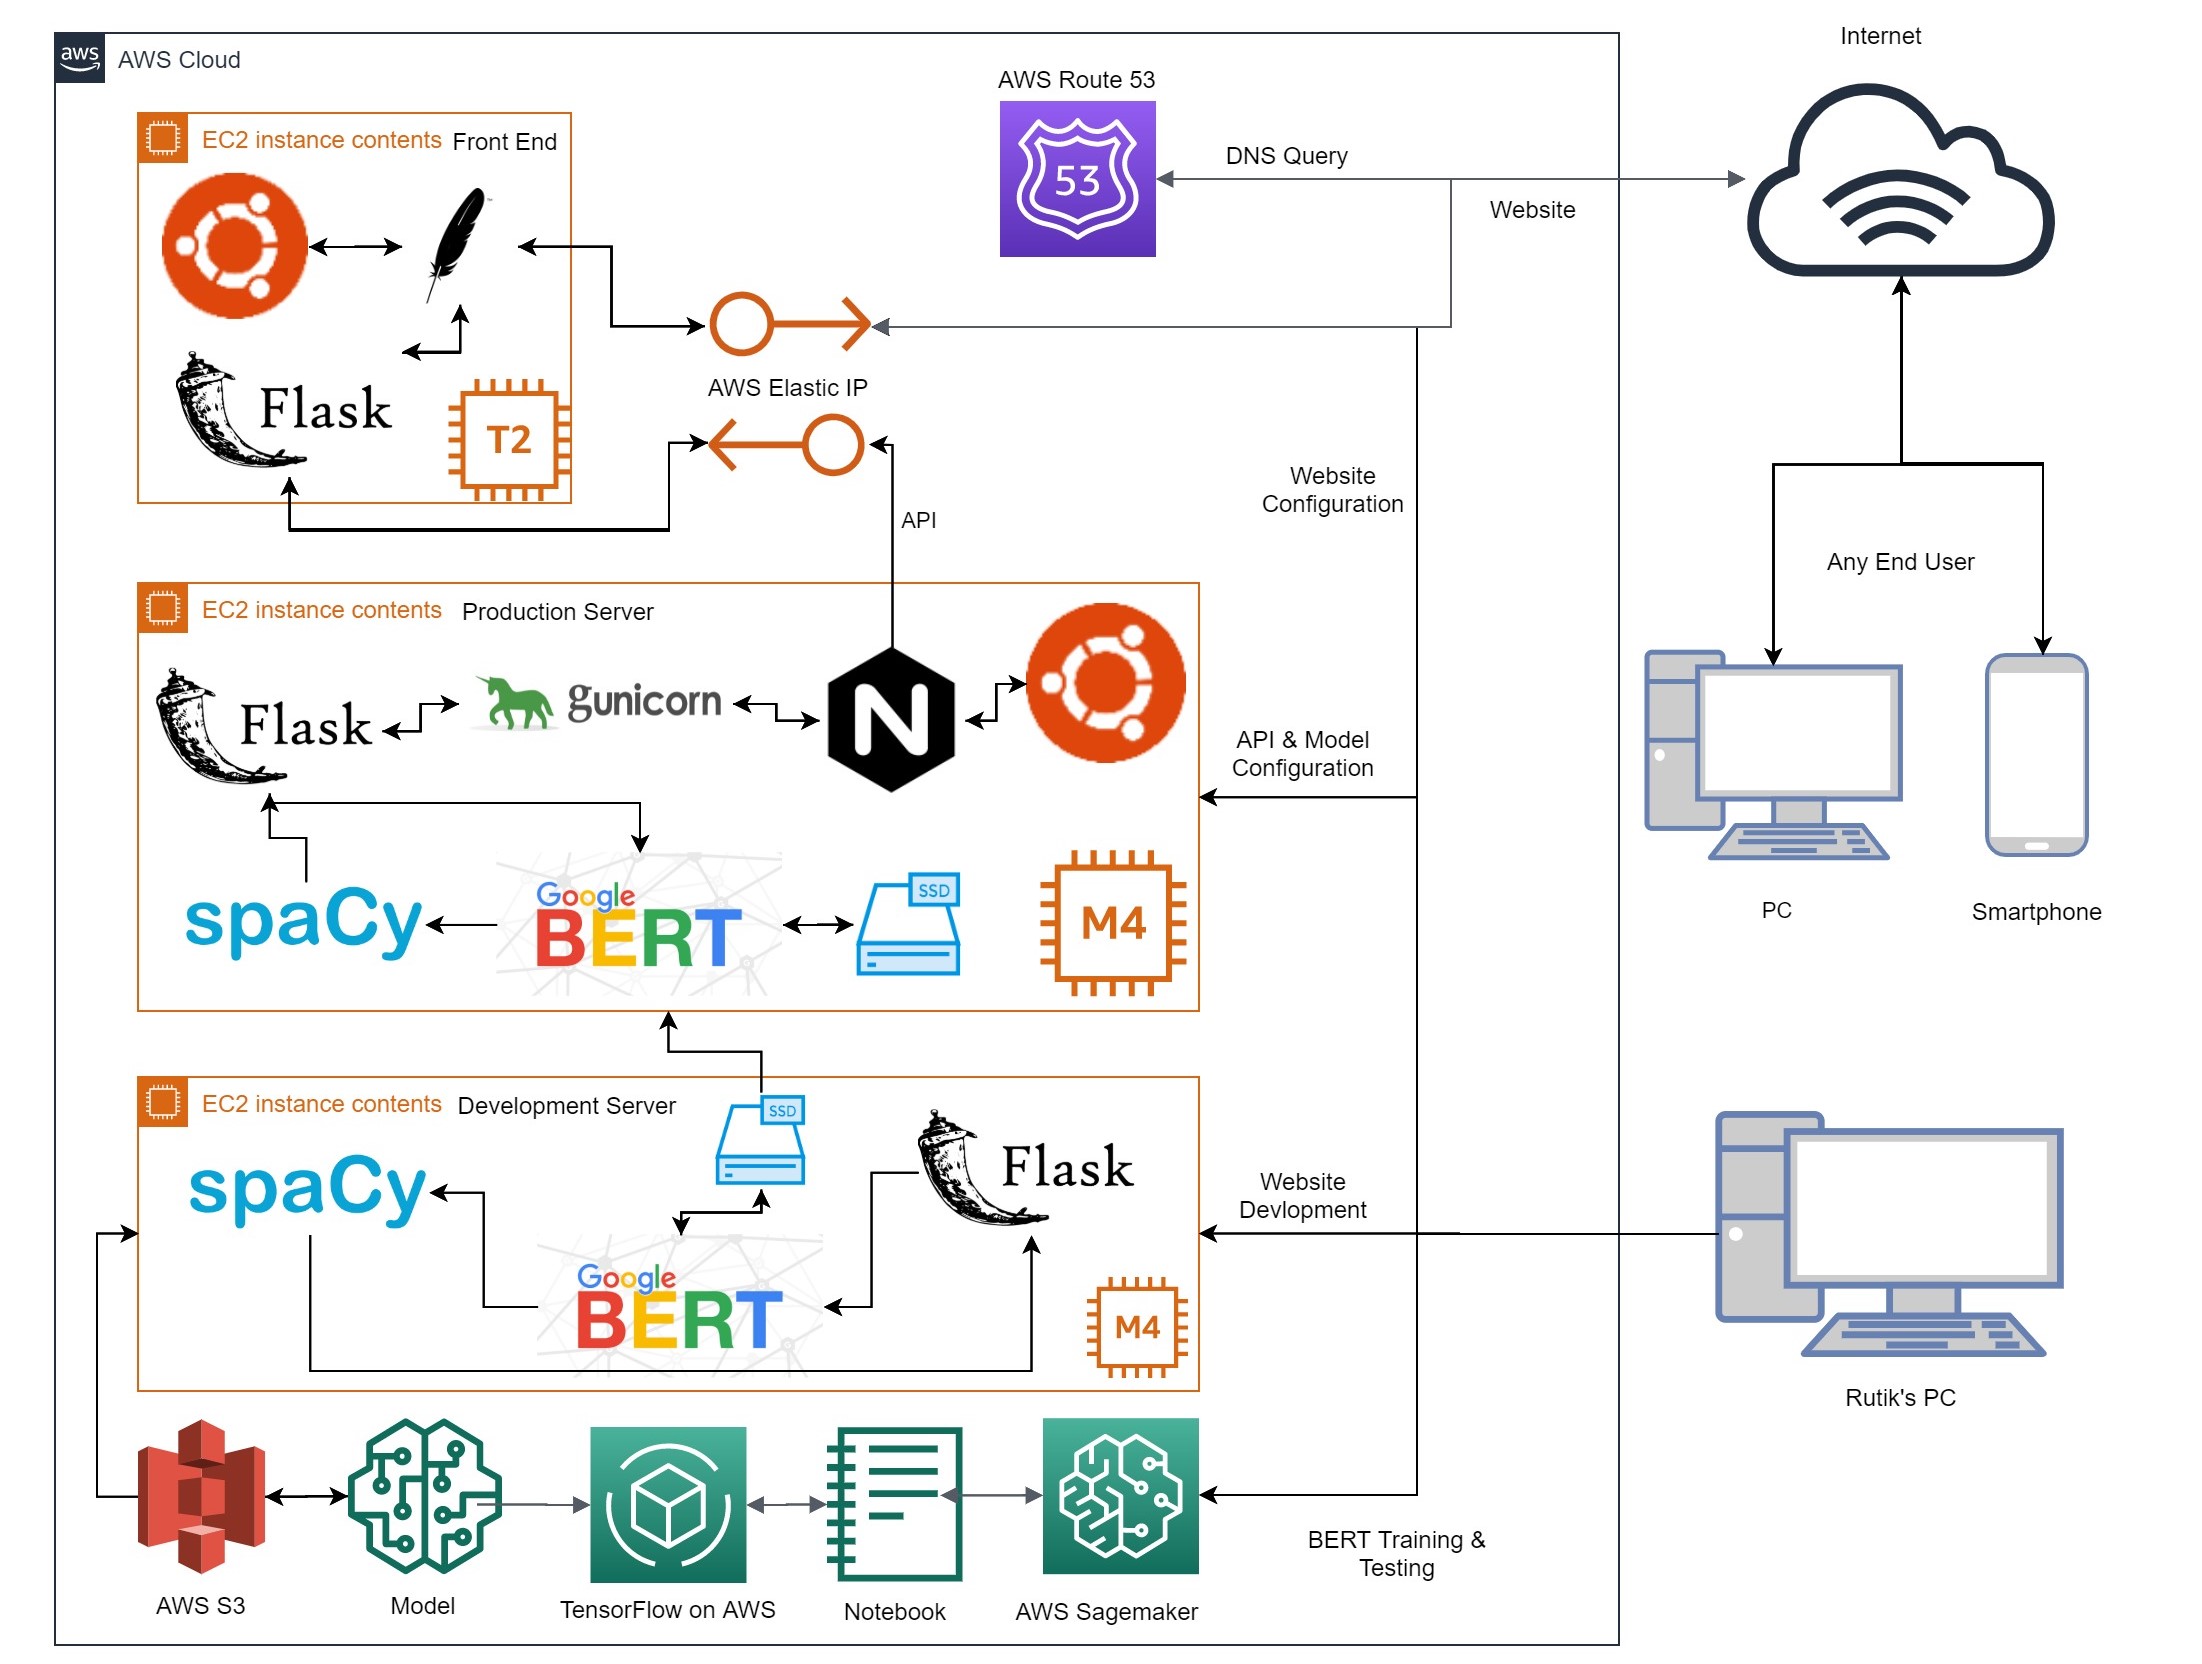 aws
AWS Cloud
Internet
AWS Route 53
53
DNS Query
Website
EC2 instance contents Front End
Flask
T2
AWS Elastic IP
API
Website
Configuration
Any End User
EC2 instance contents Production Server
Flask
gunicorn
N
API & Model
Configuration
spaCy
Google
BERT
SSD
M4
PC
Smartphone
EC2 instance contents Development Server
SSD
spaCy
Flask
Google
BERT
M4
Website
Devlopment
Rutik's PC
BERT Training &
Testing
AWS S3
Model
TensorFlow on AWS
Notebook
AWS Sagemaker